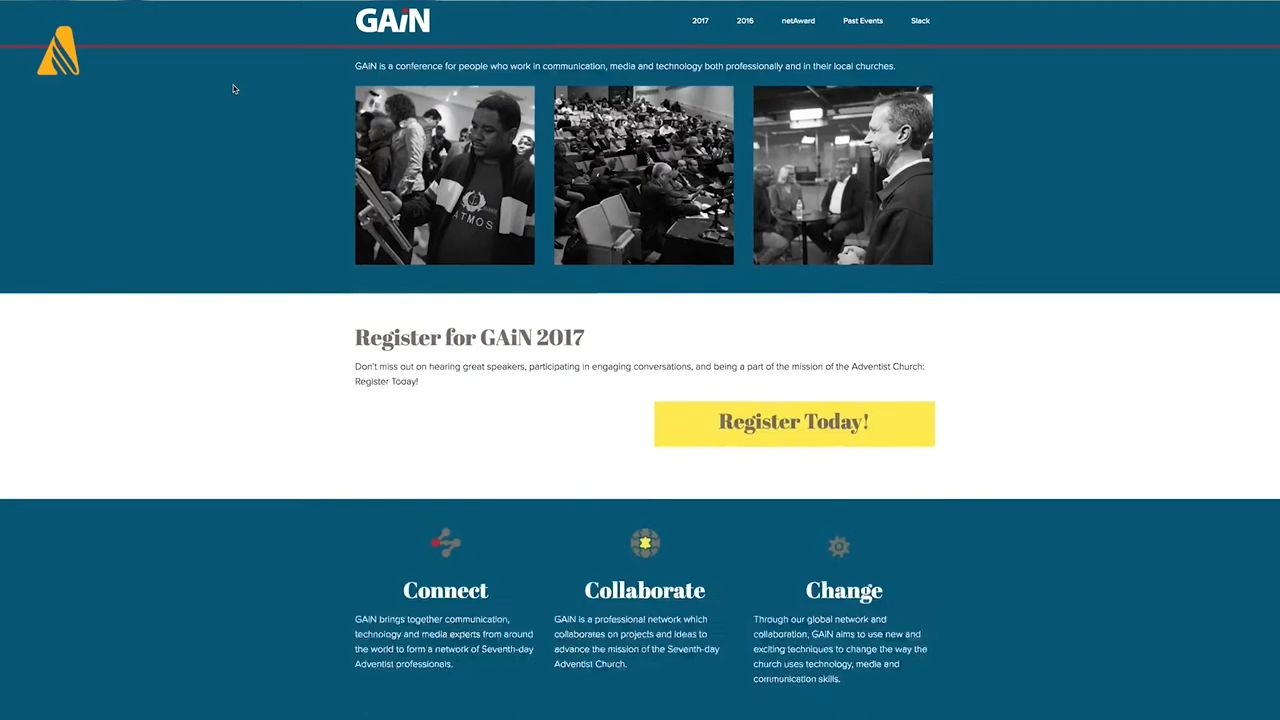 GAiN
2017 2016 netAward Past Events Slack
GAiN is a conference for people who work in communication, media and technology both professionally and in their local churches.
ATMOS
Register for GAiN 2017
Don't miss out on hearing great speakers, participating in engaging conversations, and being a part of the mission of the Adventist Church:
Register Today!
Register Today!
Connect
GAiN brings together communication,
technology and media experts from around
the world to form a network of Seventh-day
Adventist professionals.
Collaborate
GAiN is a professional network which
collaborates on projects and ideas to
advance the mission of the Seventh-day
Adventist Church.
Change
Through our global network and
collaboration, GAiN aims to use new and
exciting techniques to change the way the
church uses technology, media and
communication skills.